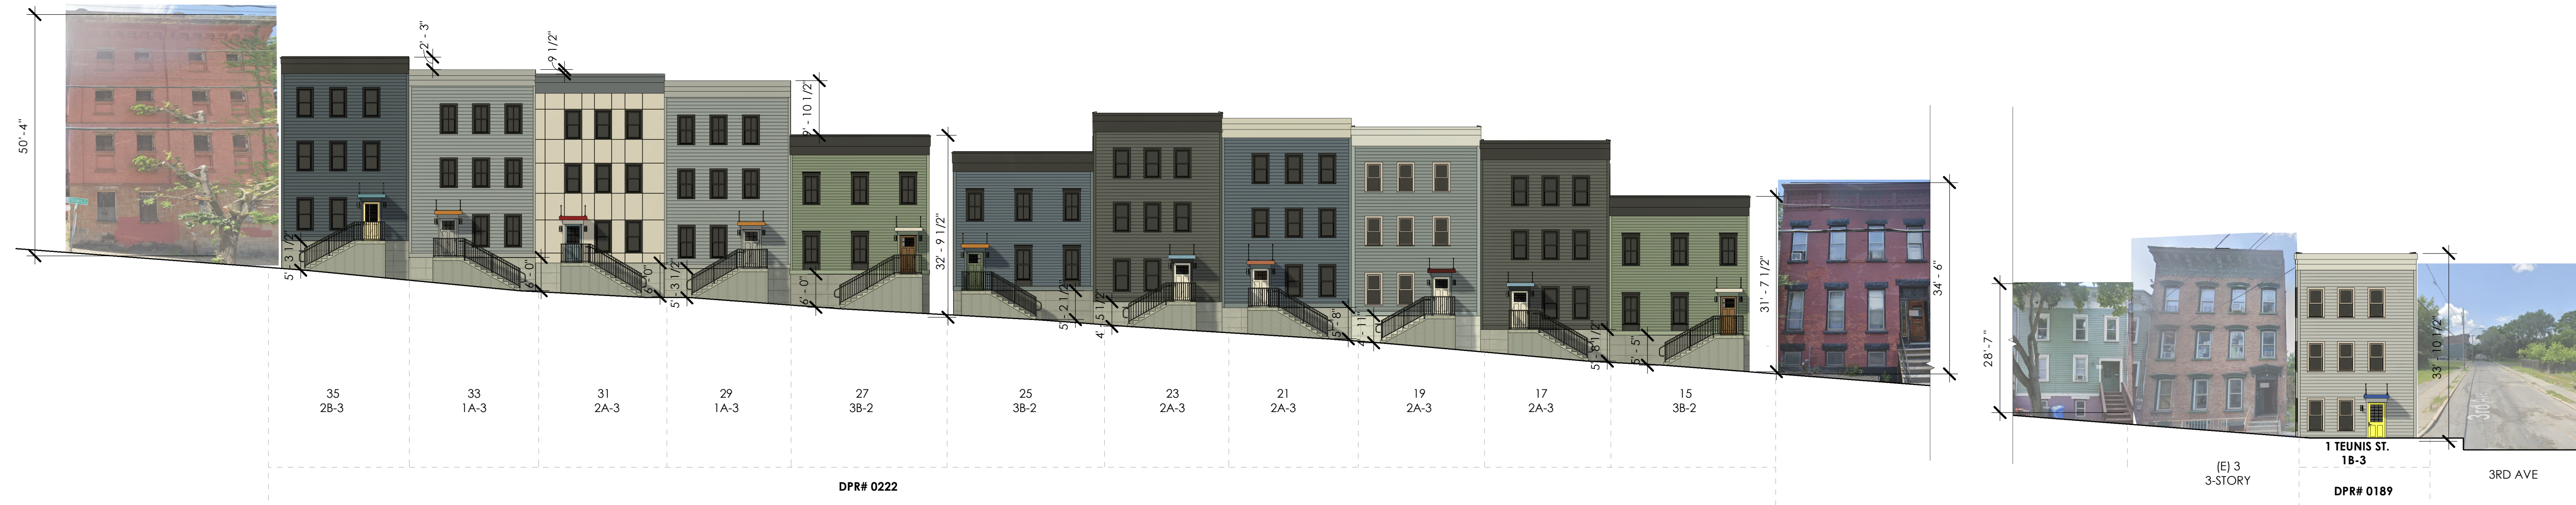 50' - 4"
2' - 3"
9 1/2"
9' - 10 1/2"
32' - 9 1/2"
5' - 3 1/2"
6' - 0"
6' - 0"
5' - 3 1/2"
6' - 0"
5' - 2 1/2"
4' - 5 1/2"
5' - 8"
4' - 11"
5' - 8 1/2"
5' - 5"
31' - 7 1/2"
34' - 6"
28' - 7"
33' - 10 1/2"
35
2B-3
33
1A-3
31
2A-3
29
1A-3
27
3B-2
25
3B-2
23
2A-3
21
2A-3
19
2A-3
17
2A-3
15
3B-2
DPR# 0222
(E) 3
3-STORY
1 TEUNIS ST.
1B-3
DPR# 0189
3RD AVE